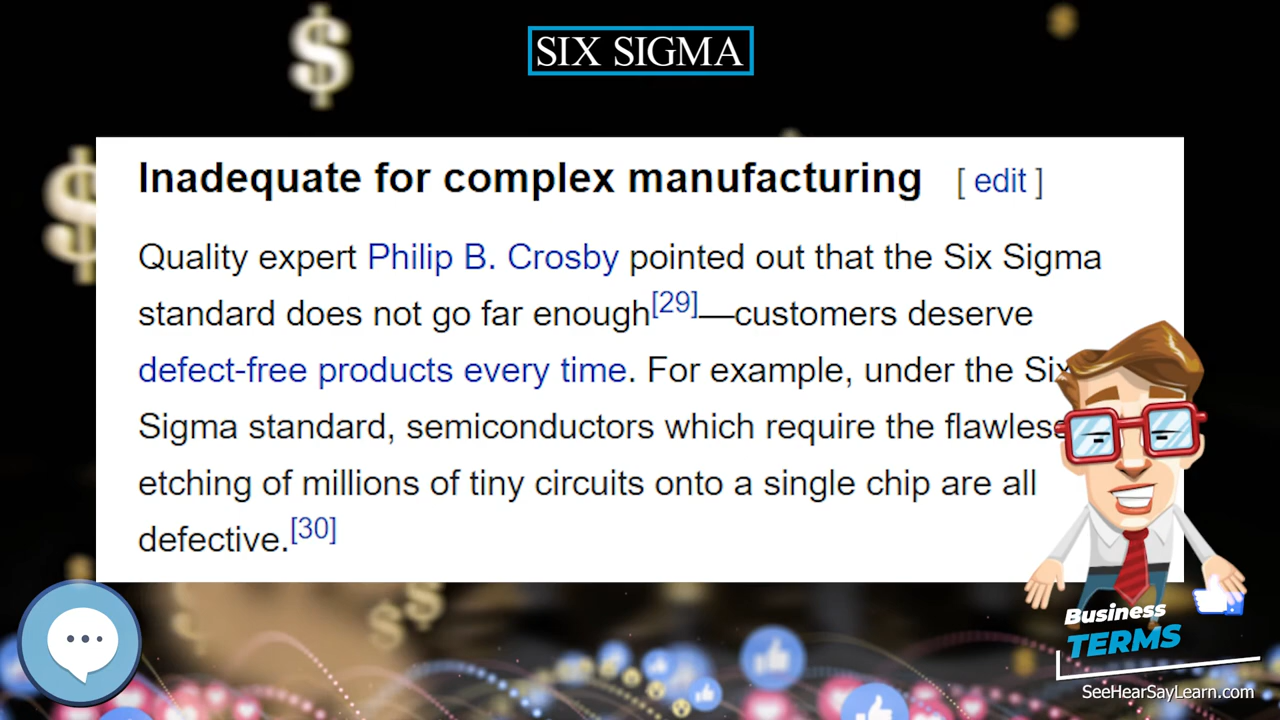 SIX SIGMA
Inadequate for complex manufacturing [ edit ]
Quality expert Philip B. Crosby pointed out that the Six Sigma
standard does not go far enough[29]—customers deserve
defect-free products every time. For example, under the Six
Sigma standard, semiconductors which require the flawless
etching of millions of tiny circuits onto a single chip are all
defective.[30]
Business
TERMS
SeeHearSayLearn.com